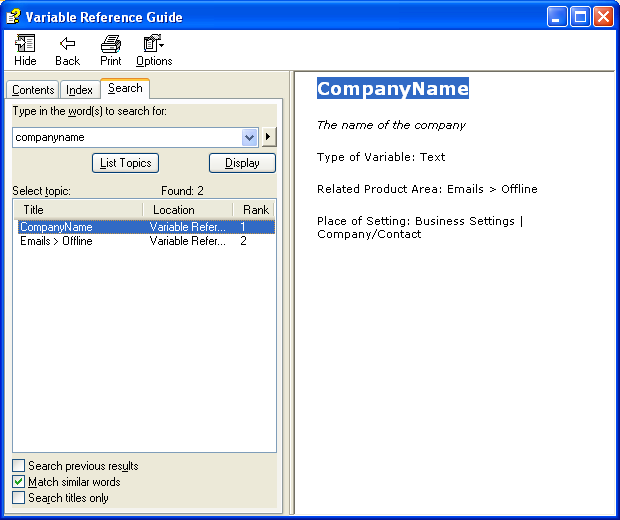 Variable Reference Guide
Hide Back Print Options
Contents Index Search
Type in the word(s) to search for:
companyname
List Topics Display
Select topic: Found: 2
Title Location Rank
CompanyName Variable Refer... 1
Emails > Offline Variable Refer... 2
Search previous results
Match similar words
Search titles only
CompanyName
The name of the company
Type of Variable: Text
Related Product Area: Emails > Offline
Place of Setting: Business Settings |
Company/Contact